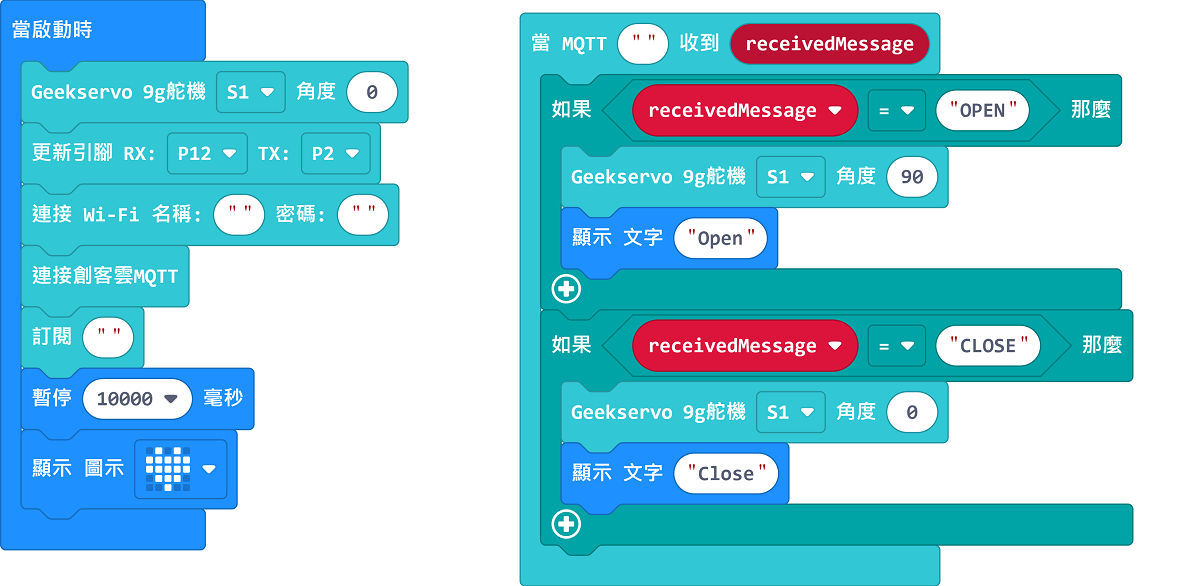 當啟動時
Geekservo 9g舵機 S1 角度 0
更新引腳 RX: P12 TX: P2
連接 Wi-Fi 名稱: " " 密碼: " "
連接創客雲MQTT
訂閱 " "
暫停 10000 毫秒
顯示 圖示
當 MQTT " " 收到 receivedMessage
如果 receivedMessage = "OPEN" 那麼
Geekservo 9g舵機 S1 角度 90
顯示 文字 "Open"
如果 receivedMessage = "CLOSE" 那麼
Geekservo 9g舵機 S1 角度 0
顯示 文字 "Close"